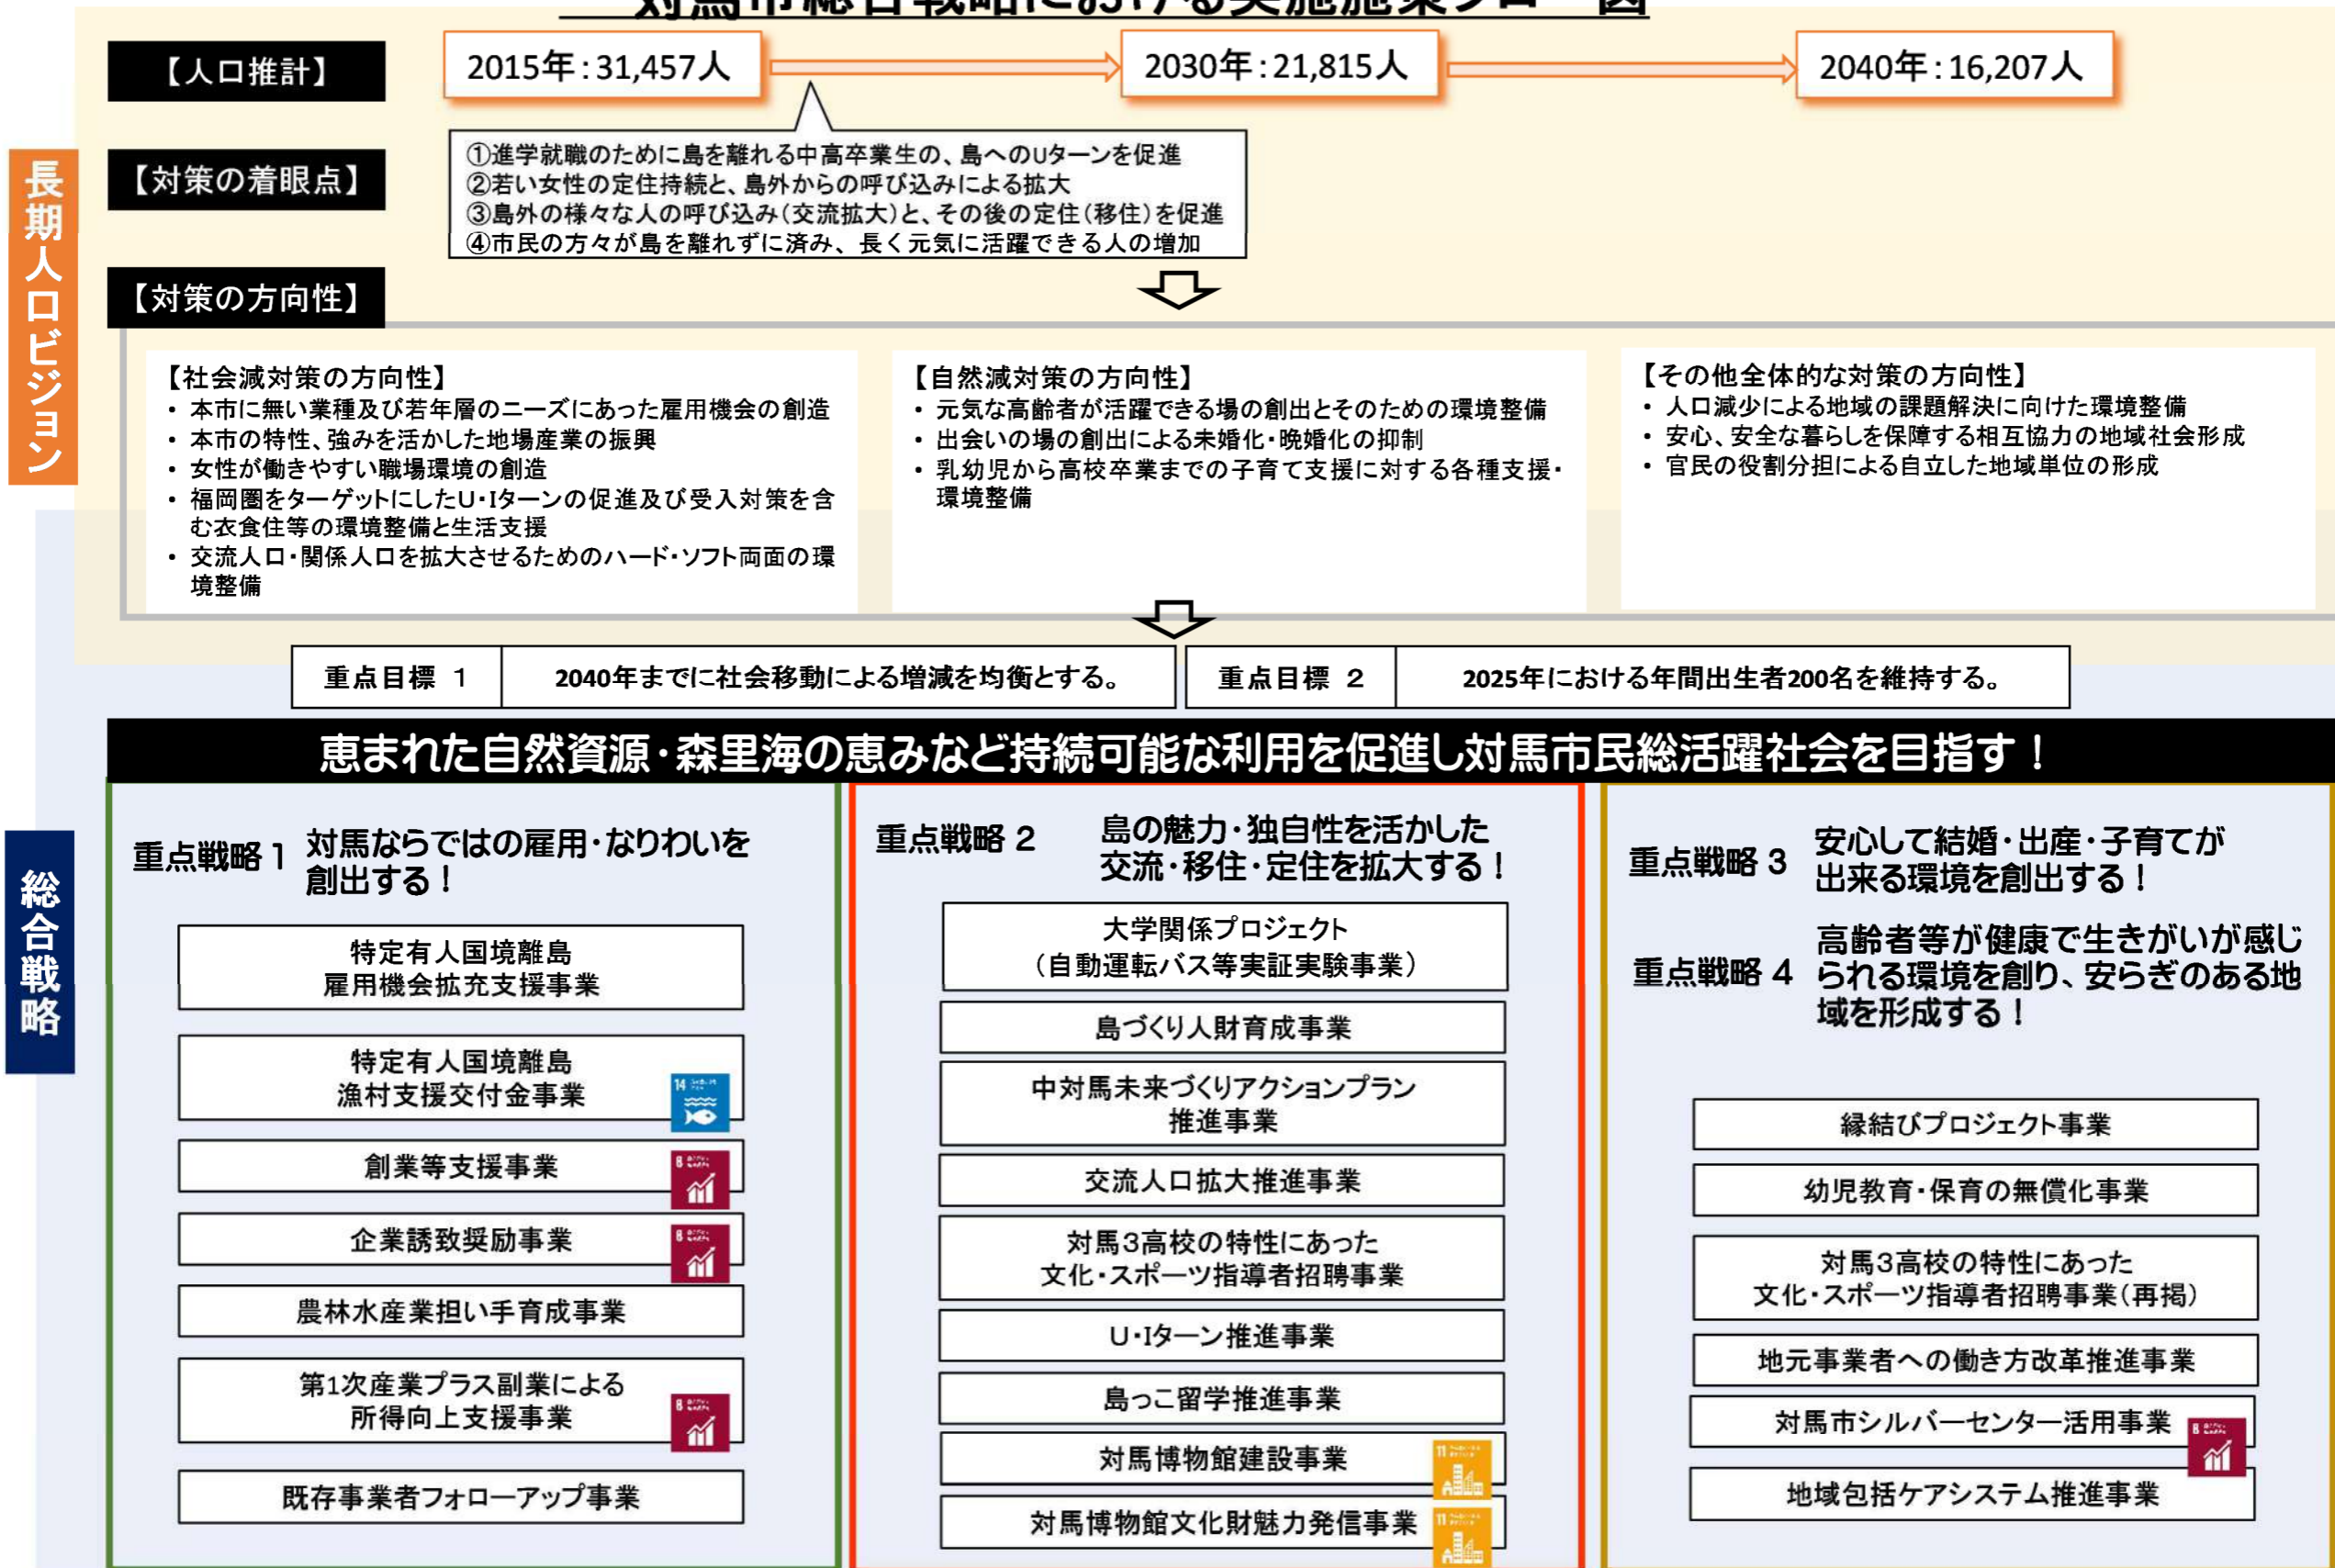 対馬市総合戦略における実施施策フロー図
【人口推計】
2015年:31,457人
2030年:21,815人
2040年:16,207人
長期人口ビジョン
【対策の着眼点】
①進学就職のために島を離れる中高卒業生の、島へのUターンを促進
②若い女性の定住持続と、島外からの呼び込みによる拡大
③島外の様々な人の呼び込み(交流拡大)と、その後の定住(移住)を促進
④市民の方々が島を離れずに済み、長く元気に活躍できる人の増加
【対策の方向性】
【社会減対策の方向性】
・ 本市に無い業種及び若年層のニーズにあった雇用機会の創造
・ 本市の特性、強みを活かした地場産業の振興
・ 女性が働きやすい職場環境の創造
・ 福岡圏をターゲットにしたU・Iターンの促進及び受入対策を含
む衣食住等の環境整備と生活支援
・ 交流人口・関係人口を拡大させるためのハード・ソフト両面の環
境整備
【自然減対策の方向性】
・ 元気な高齢者が活躍できる場の創出とそのための環境整備
・ 出会いの場の創出による未婚化・晩婚化の抑制
・ 乳幼児から高校卒業までの子育て支援に対する各種支援・
環境整備
【その他全体的な対策の方向性】
・ 人口減少による地域の課題解決に向けた環境整備
・ 安心、安全な暮らしを保障する相互協力の地域社会形成
・ 官民の役割分担による自立した地域単位の形成
重点目標 1
2040年までに社会移動による増減を均衡とする。
重点目標 2
2025年における年間出生者200名を維持する。
恵まれた自然資源・森里海の恵みなど持続可能な利用を促進し対馬市民総活躍社会を目指す!
総合戦略
重点戦略1
対馬ならではの雇用・なりわいを
創出する!
特定有人国境離島
雇用機会拡充支援事業
特定有人国境離島
漁村支援交付金事業
14
創業等支援事業
8
企業誘致奨励事業
8
農林水産業担い手育成事業
第1次産業プラス副業による
所得向上支援事業
8
既存事業者フォローアップ事業
重点戦略2
島の魅力・独自性を活かした
交流・移住・定住を拡大する!
大学関係プロジェクト
(自動運転バス等実証実験事業)
島づくり人財育成事業
中対馬未来づくりアクションプラン
推進事業
交流人口拡大推進事業
対馬3高校の特性にあった
文化・スポーツ指導者招聘事業
U・Iターン推進事業
島っこ留学推進事業
対馬博物館建設事業
11
対馬博物館文化財魅力発信事業
11
重点戦略3
安心して結婚・出産・子育てが
出来る環境を創出する!
重点戦略4
高齢者等が健康で生きがいが感じ
られる環境を創り、安らぎのある地
域を形成する!
縁結びプロジェクト事業
幼児教育・保育の無償化事業
対馬3高校の特性にあった
文化・スポーツ指導者招聘事業(再掲)
地元事業者への働き方改革推進事業
対馬市シルバーセンター活用事業
8
地域包括ケアシステム推進事業